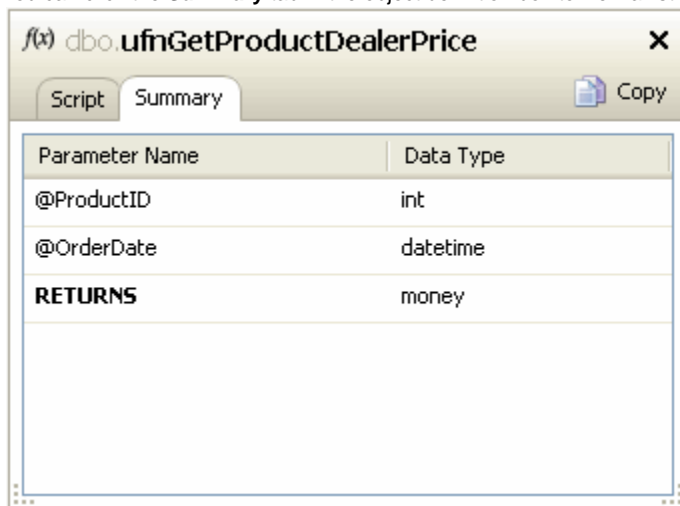 f(x) dbo.ufnGetProductDealerPrice
Script Summary Copy
Parameter Name Data Type
@ProductID int
@OrderDate datetime
RETURNS money